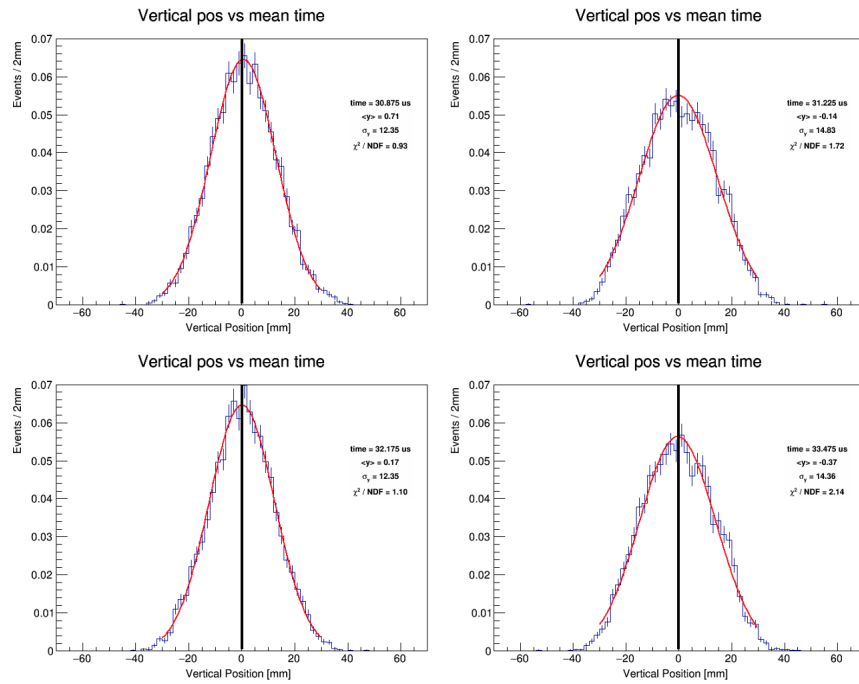 Vertical pos vs mean time
Events / 2mm
0.07
0.06
0.05
0.04
0.03
0.02
0.01
0
time = 30.875 us
<y> = 0.71
σy = 12.35
χ² / NDF = 0.93
−60 −40 −20 0 20 40 60
Vertical Position [mm]
Vertical pos vs mean time
Events / 2mm
0.07
0.06
0.05
0.04
0.03
0.02
0.01
0
time = 31.225 us
<y> = -0.14
σy = 14.83
χ² / NDF = 1.72
−60 −40 −20 0 20 40 60
Vertical Position [mm]
Vertical pos vs mean time
Events / 2mm
0.07
0.06
0.05
0.04
0.03
0.02
0.01
0
time = 32.175 us
<y> = 0.17
σy = 12.35
χ² / NDF = 1.10
−60 −40 −20 0 20 40 60
Vertical Position [mm]
Vertical pos vs mean time
Events / 2mm
0.07
0.06
0.05
0.04
0.03
0.02
0.01
0
time = 33.475 us
<y> = -0.37
σy = 14.36
χ² / NDF = 2.14
−60 −40 −20 0 20 40 60
Vertical Position [mm]